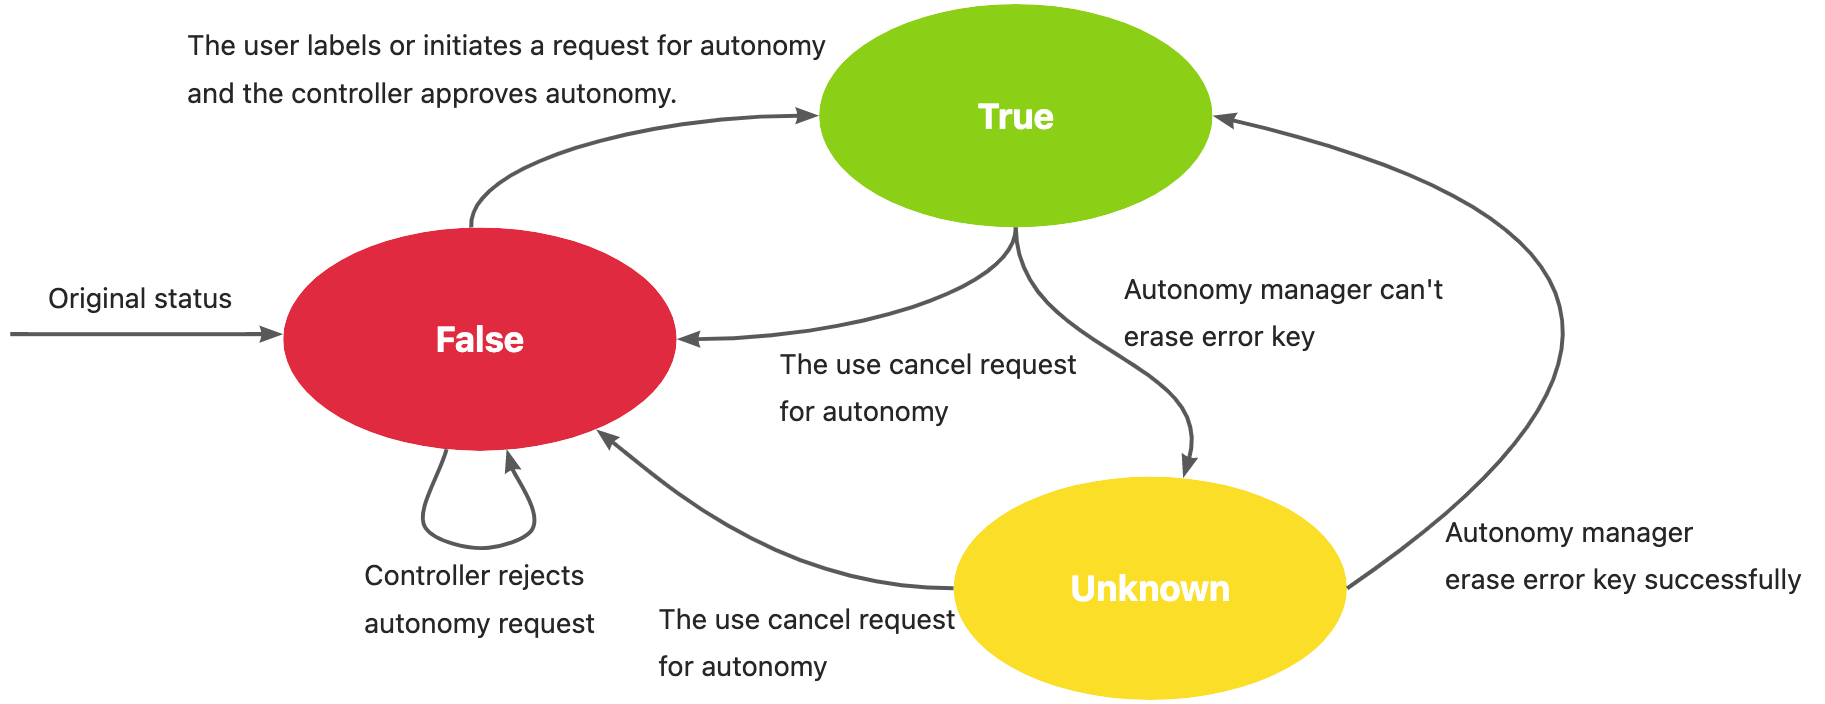 The user labels or initiates a request for autonomy
and the controller approves autonomy.
True
Original status
False
Autonomy manager can't
erase error key
The use cancel request
for autonomy
Controller rejects
autonomy request
The use cancel request
for autonomy
Unknown
Autonomy manager
erase error key successfully